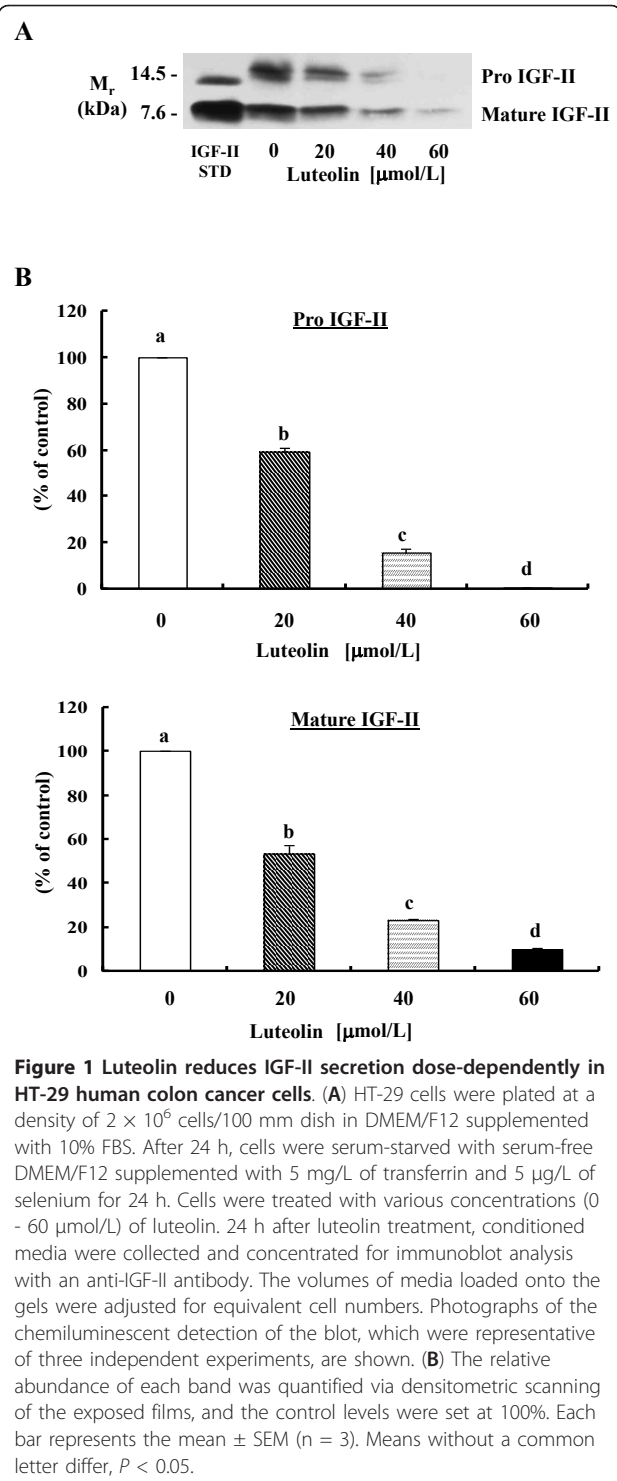 A
M_r
(kDa)
14.5 -
7.6 -
Pro IGF-II
Mature IGF-II
IGF-II
STD
0 20 40 60
Luteolin [μmol/L]
B
Pro IGF-II
(% of control)
120
100
80
60
40
20
0
a
b
c
d
0 20 40 60
Luteolin [μmol/L]
Mature IGF-II
(% of control)
120
100
80
60
40
20
0
a
b
c
d
0 20 40 60
Luteolin [μmol/L]
Figure 1 Luteolin reduces IGF-II secretion dose-dependently in
HT-29 human colon cancer cells. (A) HT-29 cells were plated at a
density of 2 × 10⁶ cells/100 mm dish in DMEM/F12 supplemented
with 10% FBS. After 24 h, cells were serum-starved with serum-free
DMEM/F12 supplemented with 5 mg/L of transferrin and 5 μg/L of
selenium for 24 h. Cells were treated with various concentrations (0
- 60 μmol/L) of luteolin. 24 h after luteolin treatment, conditioned
media were collected and concentrated for immunoblot analysis
with an anti-IGF-II antibody. The volumes of media loaded onto the
gels were adjusted for equivalent cell numbers. Photographs of the
chemiluminescent detection of the blot, which were representative
of three independent experiments, are shown. (B) The relative
abundance of each band was quantified via densitometric scanning
of the exposed films, and the control levels were set at 100%. Each
bar represents the mean ± SEM (n = 3). Means without a common
letter differ, P < 0.05.